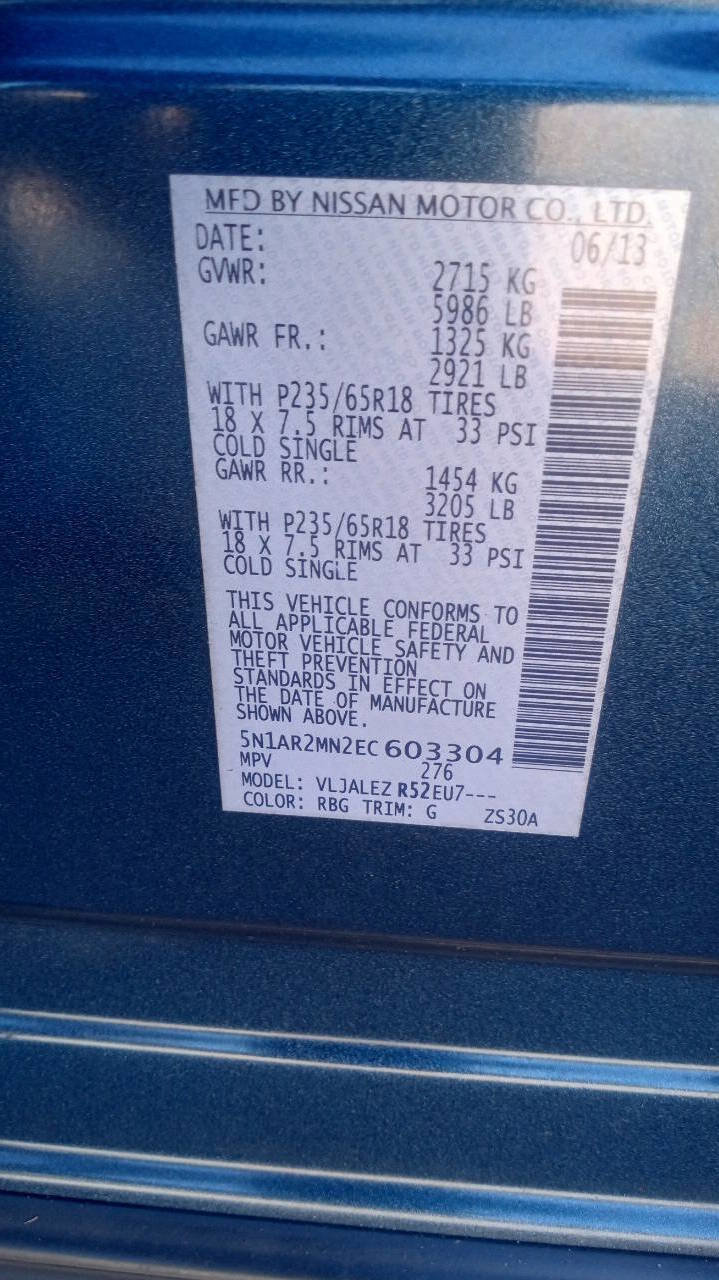 MFD BY NISSAN MOTOR CO., LTD.
DATE: 06/13
GVWR: 2715 KG
5986 LB
GAWR FR.: 1325 KG
2921 LB
WITH P235/65R18 TIRES
18 X 7.5 RIMS AT 33 PSI
COLD SINGLE
GAWR RR.: 1454 KG
3205 LB
WITH P235/65R18 TIRES
18 X 7.5 RIMS AT 33 PSI
COLD SINGLE
THIS VEHICLE CONFORMS TO
ALL APPLICABLE FEDERAL
MOTOR VEHICLE SAFETY AND
THEFT PREVENTION
STANDARDS IN EFFECT ON
THE DATE OF MANUFACTURE
SHOWN ABOVE.
5N1AR2MN2EC603304
MPV 276
MODEL: VLJALEZ R52EU7---
COLOR: RBG TRIM: G ZS30A